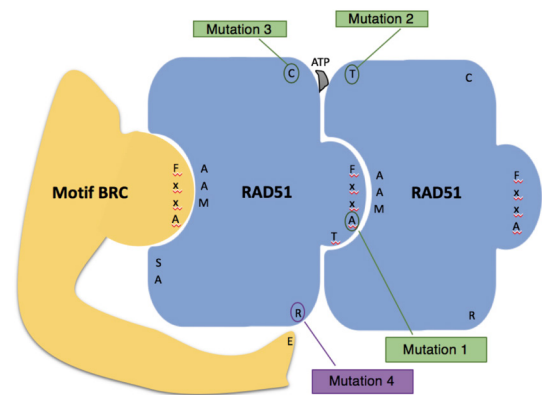 Mutation 3
Mutation 2
ATP
C
T
C
F
x
x
A
A
A
M
F
x
x
A
A
A
M
F
x
x
A
Motif BRC
RAD51
RAD51
T
S
A
R
R
E
Mutation 1
Mutation 4